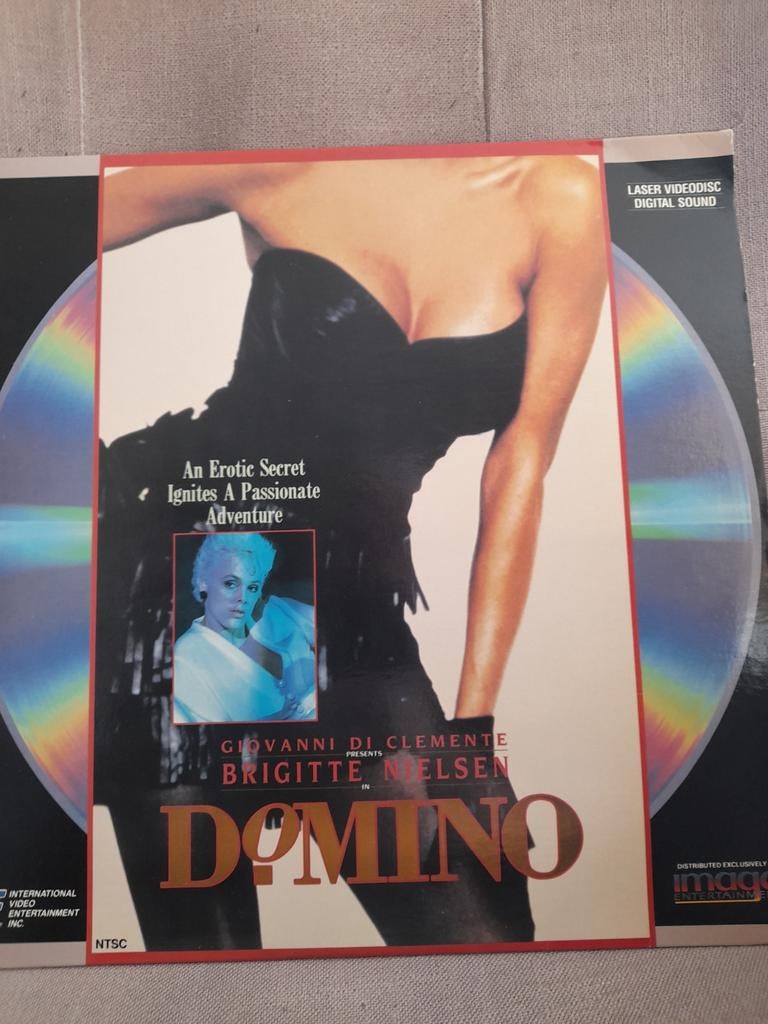 LASER VIDEODISC
DIGITAL SOUND
An Erotic Secret
Ignites A Passionate
Adventure
GIOVANNI DI CLEMENTE
PRESENTS
BRIGITTE NIELSEN
IN
DOMINO
INTERNATIONAL
VIDEO
ENTERTAINMENT
INC.
NTSC
DISTRIBUTED EXCLUSIVELY